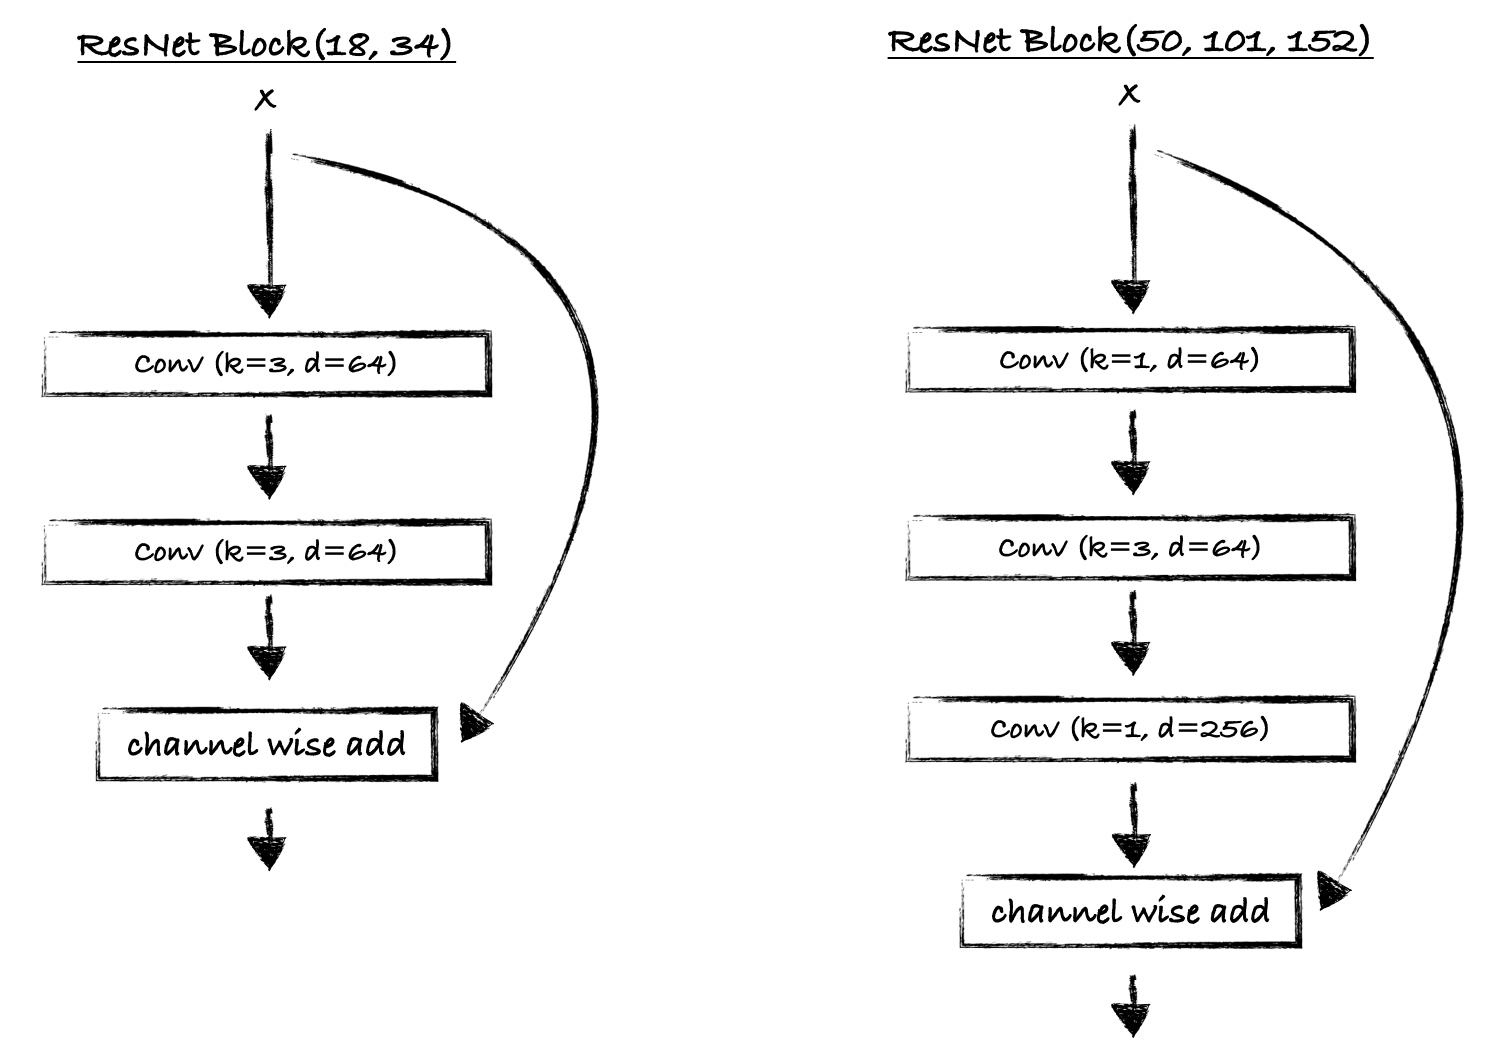 ResNet Block(18, 34)
x
Conv (k=3, d=64)
Conv (k=3, d=64)
channel wise add
ResNet Block(50, 101, 152)
x
Conv (k=1, d=64)
Conv (k=3, d=64)
Conv (k=1, d=256)
channel wise add